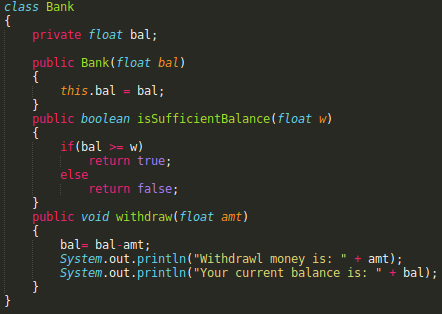 class Bank
{
    private float bal;

    public Bank(float bal)
    {
        this.bal = bal;
    }
    public boolean isSufficientBalance(float w)
    {
        if(bal >= w)
            return true;
        else
            return false;
    }
    public void withdraw(float amt)
    {
        bal= bal-amt;
        System.out.println("Withdrawl money is: " + amt);
        System.out.println("Your current balance is: " + bal);
    }
}